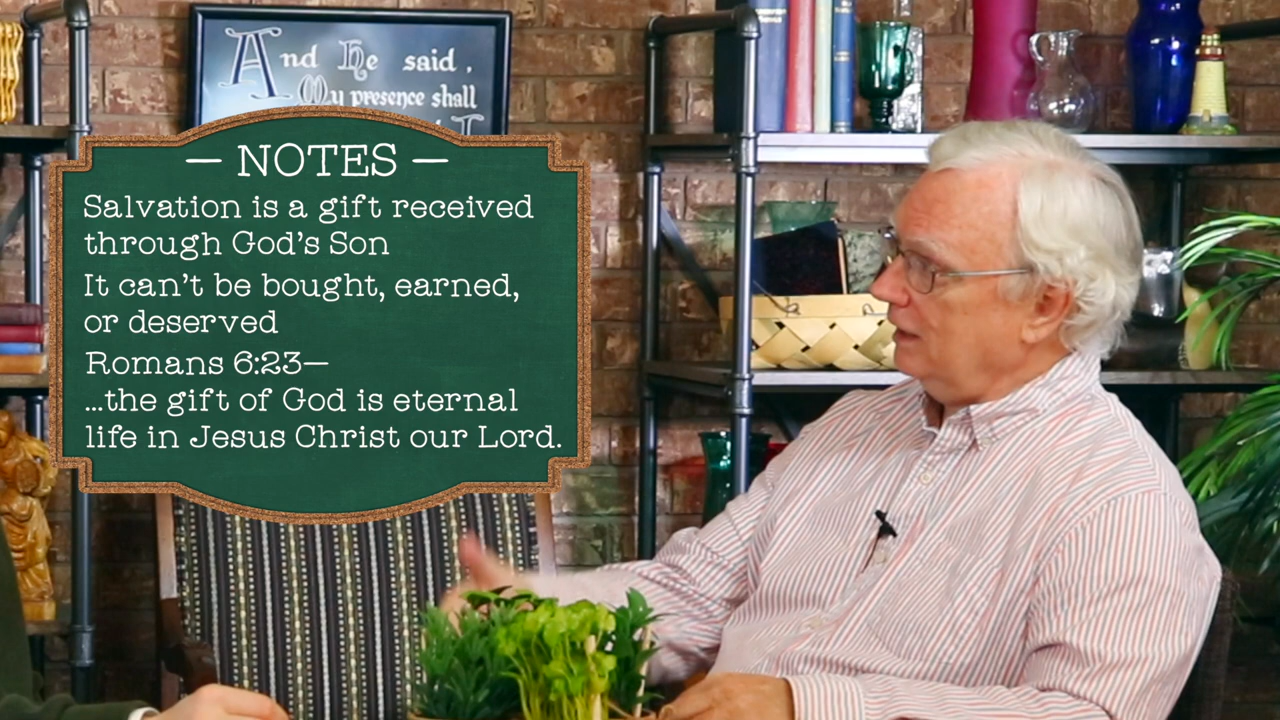 And He said,
My presence shall
— NOTES —
Salvation is a gift received
through God's Son
It can't be bought, earned,
or deserved
Romans 6:23—
...the gift of God is eternal
life in Jesus Christ our Lord.